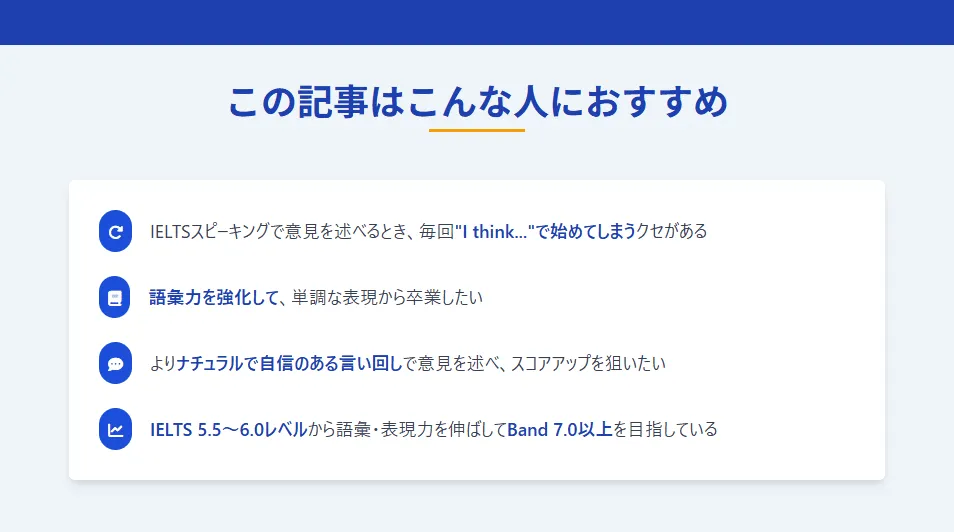 この記事はこんな人におすすめ
IELTSスピーキングで意見を述べるとき、毎回"I think..."で始めてしまうクセがある
語彙力を強化して、単調な表現から卒業したい
よりナチュラルで自信のある言い回しで意見を述べ、スコアアップを狙いたい
IELTS 5.5〜6.0レベルから語彙・表現力を伸ばしてBand 7.0以上を目指している